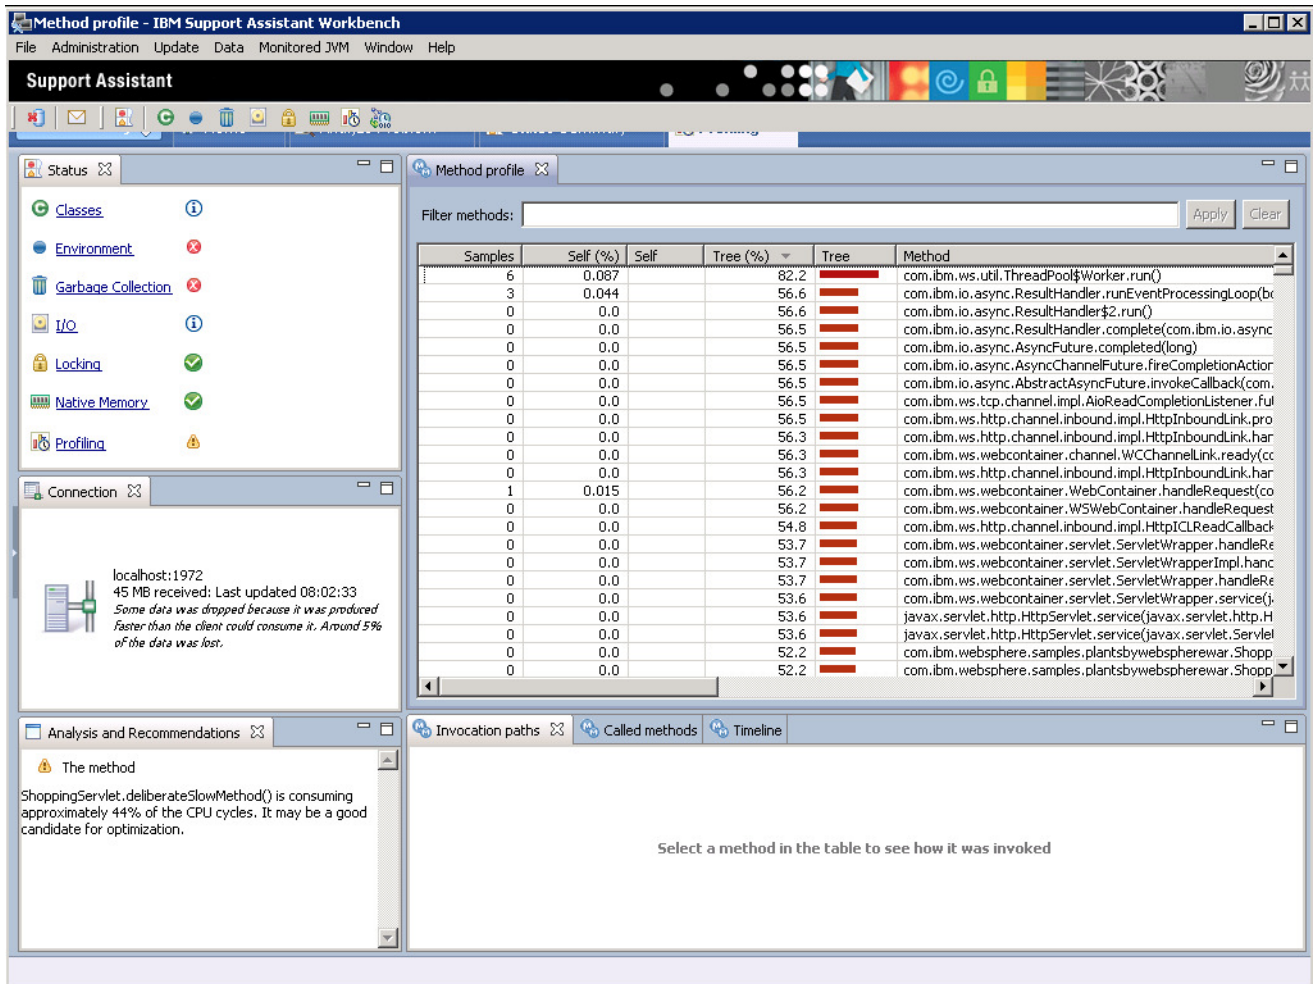 Method profile - IBM Support Assistant Workbench
File Administration Update Data Monitored JVM Window Help
Support Assistant
Status
Classes
Environment
Garbage Collection
I/O
Locking
Native Memory
Profiling
Connection
localhost:1972
45 MB received: Last updated 08:02:33
Some data was dropped because it was produced
faster than the client could consume it. Around 5%
of the data was lost.
Analysis and Recommendations
The method
ShoppingServlet.deliberateSlowMethod() is consuming
approximately 44% of the CPU cycles. It may be a good
candidate for optimization.
Method profile
Filter methods: Apply Clear
Samples Self (%) Self Tree (%) Tree Method
6 0.087 82.2 com.ibm.ws.util.ThreadPool$Worker.run()
3 0.044 56.6 com.ibm.io.async.ResultHandler.runEventProcessingLoop(bo
0 0.0 56.6 com.ibm.io.async.ResultHandler$2.run()
0 0.0 56.5 com.ibm.io.async.ResultHandler.complete(com.ibm.io.async
0 0.0 56.5 com.ibm.io.async.AsyncFuture.completed(long)
0 0.0 56.5 com.ibm.io.async.AsyncChannelFuture.fireCompletionAction
0 0.0 56.5 com.ibm.io.async.AbstractAsyncFuture.invokeCallback(com.
0 0.0 56.5 com.ibm.ws.tcp.channel.impl.AioReadCompletionListener.fut
0 0.0 56.5 com.ibm.ws.http.channel.inbound.impl.HttpInboundLink.pro
0 0.0 56.3 com.ibm.ws.http.channel.inbound.impl.HttpInboundLink.han
0 0.0 56.3 com.ibm.ws.webcontainer.channel.WCChannelLink.ready(co
0 0.0 56.3 com.ibm.ws.http.channel.inbound.impl.HttpInboundLink.han
1 0.015 56.2 com.ibm.ws.webcontainer.WebContainer.handleRequest(co
0 0.0 56.2 com.ibm.ws.webcontainer.WSWebContainer.handleRequest
0 0.0 54.8 com.ibm.ws.http.channel.inbound.impl.HttpICLReadCallback
0 0.0 53.7 com.ibm.ws.webcontainer.servlet.ServletWrapper.handleRe
0 0.0 53.7 com.ibm.ws.webcontainer.servlet.ServletWrapperImpl.hand
0 0.0 53.7 com.ibm.ws.webcontainer.servlet.ServletWrapper.handleRe
0 0.0 53.6 com.ibm.ws.webcontainer.servlet.ServletWrapper.service(j
0 0.0 53.6 javax.servlet.http.HttpServlet.service(javax.servlet.http.H
0 0.0 53.6 javax.servlet.http.HttpServlet.service(javax.servlet.Servlet
0 0.0 52.2 com.ibm.websphere.samples.plantsbywebspherewar.Shopp
0 0.0 52.2 com.ibm.websphere.samples.plantsbywebspherewar.Shopp
Invocation paths Called methods Timeline
Select a method in the table to see how it was invoked